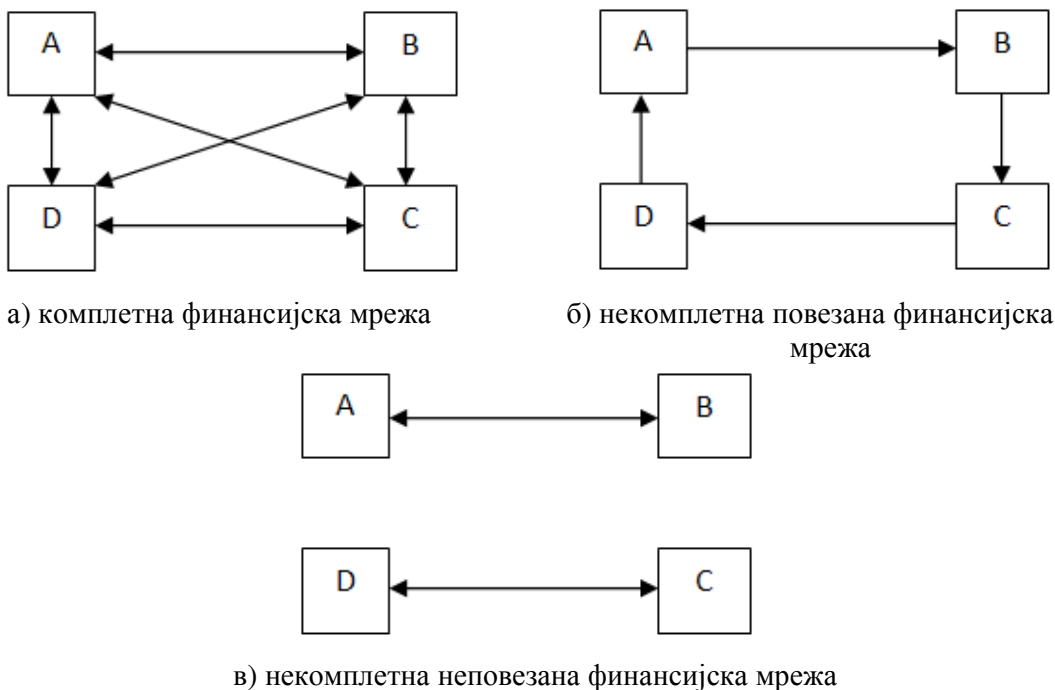 A B
D C
A B
D C
а) комплетна финансијска мрежа
б) некомплетна повезана финансијска
мрежа
A B
D C
в) некомплетна неповезана финансијска мрежа